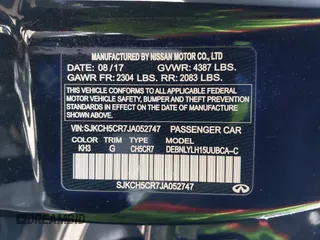 MANUFACTURED BY NISSAN MOTOR CO., LTD
DATE 08/17 GVWR: 4387 LBS.
GAWR FR: 2304 LBS. RR: 2083 LBS.
THIS VEHICLE CONFORMS TO ALL APPLICABLE FEDERAL
MOTOR VEHICLE SAFETY, BUMPER, AND THEFT PREVENTION
STANDARDS IN EFFECT ON THE DATE OF MANUFACTURE
SHOWN ABOVE.
VIN: SJKCH5CR7JA052747 PASSENGER CAR
COLOR TRIM TYPE MODEL
KH3 G CH5CR7 DEBNLYLH15UUBCA-C
SJKCH5CR7JA052747